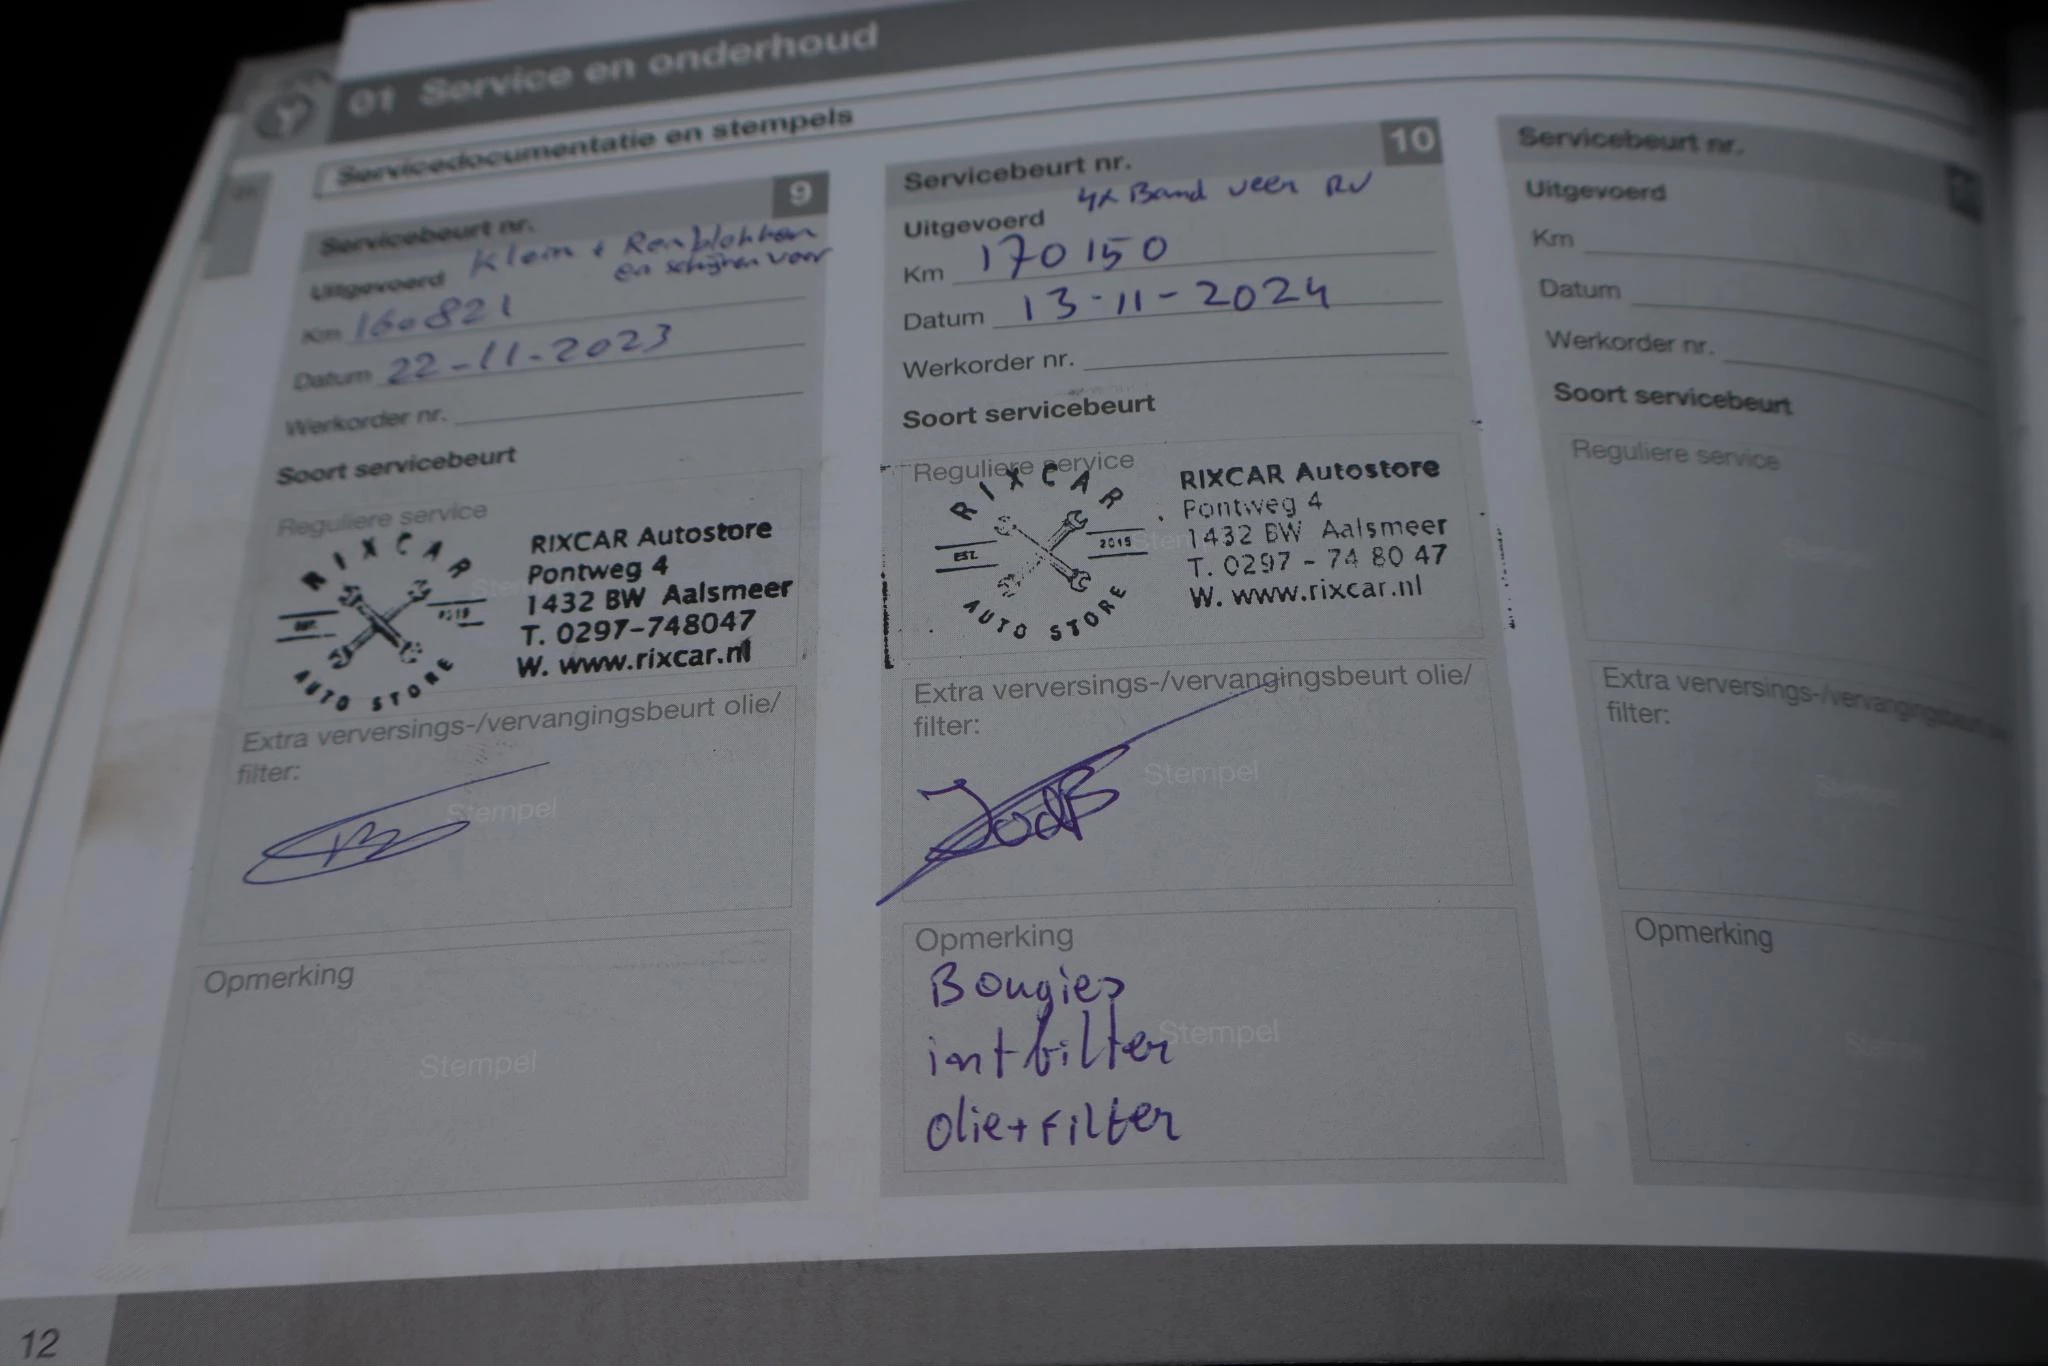 01 Service en onderhoud
Servicedocumentatie en stempels
Servicebeurt nr. 9
Uitgevoerd Klein + Remblokken
en schijven voor
Km 160821
Datum 22-11-2023
Werkorder nr.
Soort servicebeurt
Reguliere service
RIXCAR
EST. 2015
AUTO STORE
RIXCAR Autostore
Pontweg 4
1432 BW Aalsmeer
T. 0297-748047
W. www.rixcar.nl
Extra verversings-/vervangingsbeurt olie/
filter:
Stempel
Opmerking
Stempel
Servicebeurt nr. 10
4x Band veer RV
Uitgevoerd
Km 170150
Datum 13-11-2024
Werkorder nr.
Soort servicebeurt
Reguliere service
RIXCAR
EST. 2015
AUTO STORE
RIXCAR Autostore
Pontweg 4
1432 BW Aalsmeer
T. 0297 - 74 80 47
W. www.rixcar.nl
Extra verversings-/vervangingsbeurt olie/
filter:
Stempel
Opmerking
Bougies
intfilter
Stempel
Olie + Filter
Servicebeurt nr.
Uitgevoerd
Km
Datum
Werkorder nr.
Soort servicebeurt
Reguliere service
Stempel
Extra verversings-/vervangingsbeurt
filter:
Stempel
Opmerking
Stempel
12